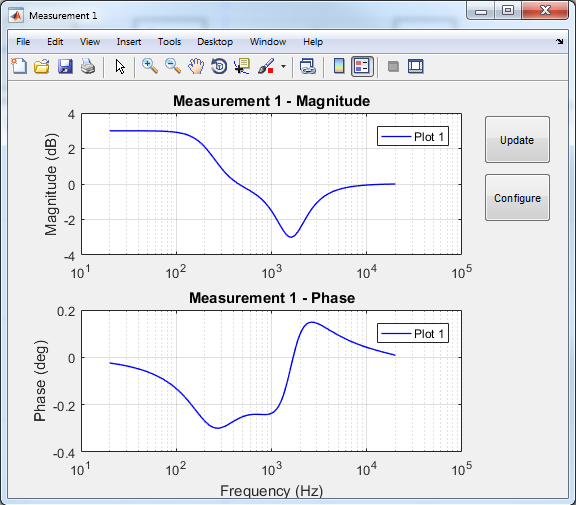 Measurement 1
File Edit View Insert Tools Desktop Window Help
Measurement 1 - Magnitude
Magnitude (dB)
4
2
0
-2
-4
10^1 10^2 10^3 10^4 10^5
Plot 1
Update
Configure
Measurement 1 - Phase
Phase (deg)
0.2
0
-0.2
-0.4
10^1 10^2 10^3 10^4 10^5
Plot 1
Frequency (Hz)